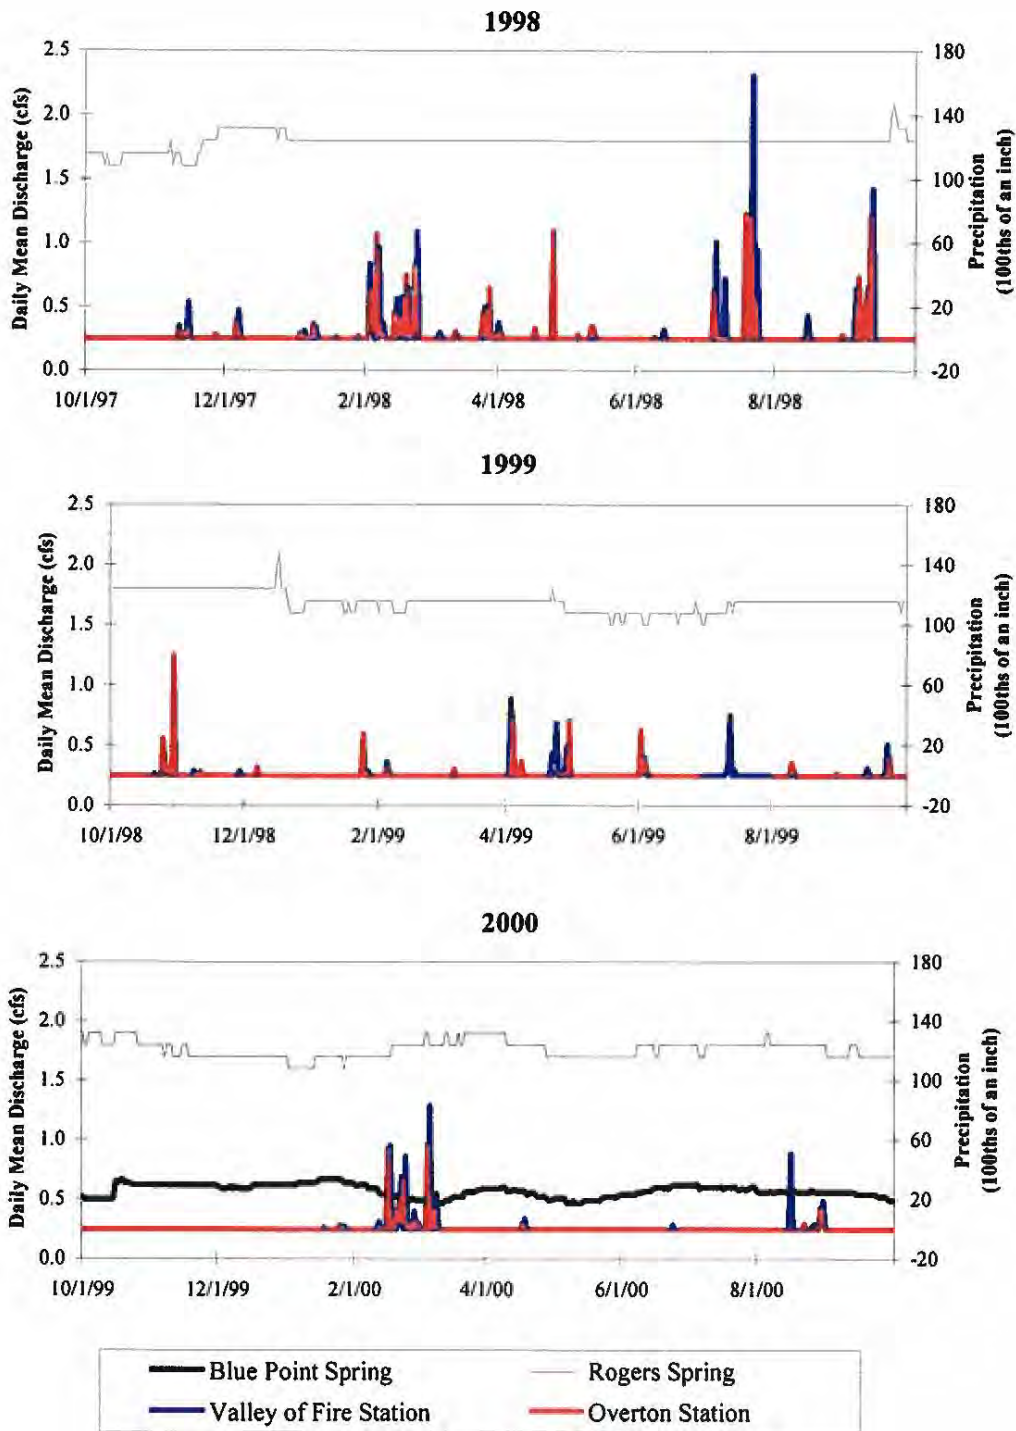 1998
2.5
2.0
1.5
1.0
0.5
0.0
Daily Mean Discharge (cfs)
180
140
100
60
20
-20
Precipitation
(100ths of an inch)
10/1/97 12/1/97 2/1/98 4/1/98 6/1/98 8/1/98
1999
2.5
2.0
1.5
1.0
0.5
0.0
Daily Mean Discharge (cfs)
180
140
100
60
20
-20
Precipitation
(100ths of an inch)
10/1/98 12/1/98 2/1/99 4/1/99 6/1/99 8/1/99
2000
2.5
2.0
1.5
1.0
0.5
0.0
Daily Mean Discharge (cfs)
180
140
100
60
20
-20
Precipitation
(100ths of an inch)
10/1/99 12/1/99 2/1/00 4/1/00 6/1/00 8/1/00
Blue Point Spring Rogers Spring
Valley of Fire Station Overton Station